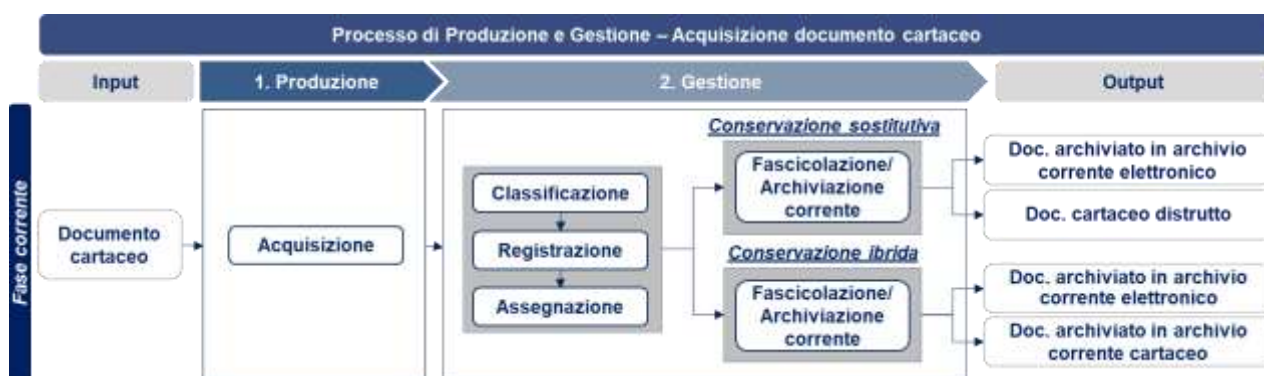 Processo di Produzione e Gestione – Acquisizione documento cartaceo
Input
1. Produzione
2. Gestione
Output
Fase corrente
Documento
cartaceo
Acquisizione
Classificazione
Registrazione
Assegnazione
Conservazione sostitutiva
Fascicolazione/
Archiviazione
corrente
Conservazione ibrida
Fascicolazione/
Archiviazione
corrente
Doc. archiviato in archivio
corrente elettronico
Doc. cartaceo distrutto
Doc. archiviato in archivio
corrente elettronico
Doc. archiviato in archivio
corrente cartaceo